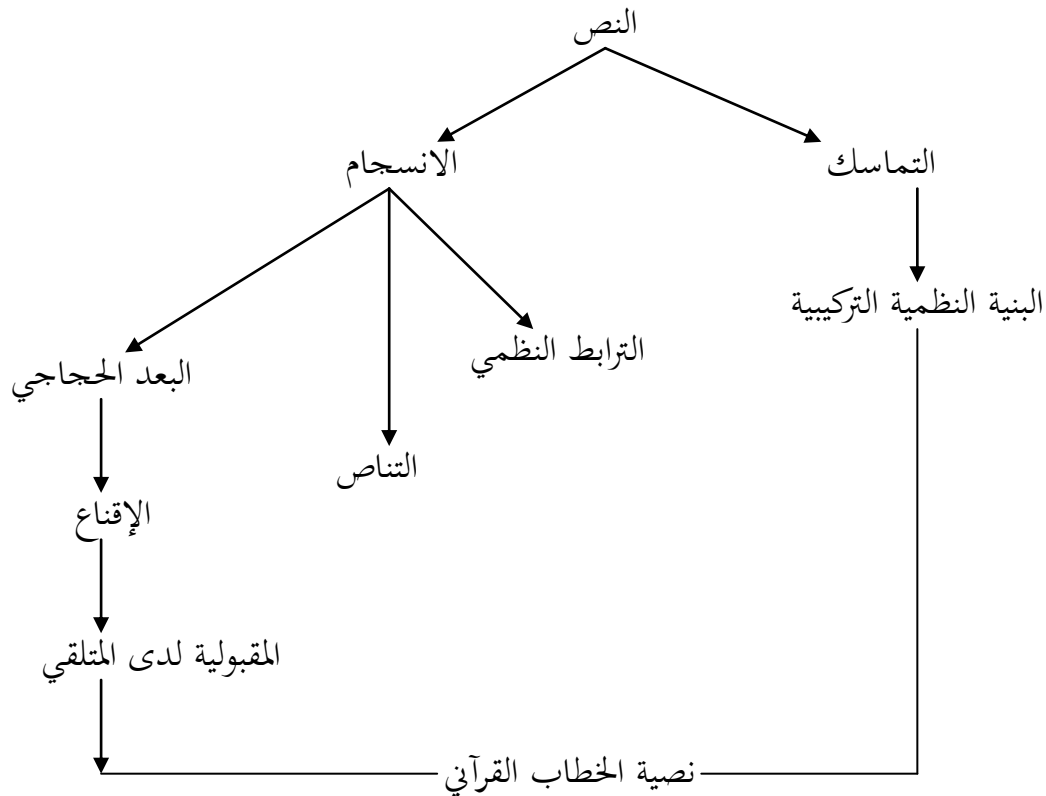 النص
التماسك
الانسجام
البنية النظمية التركيبية
الترابط النظمي
البعد الحجاجي
التناص
الإقناع
المقبولية لدى المتلقي
نصية الخطاب القرآني